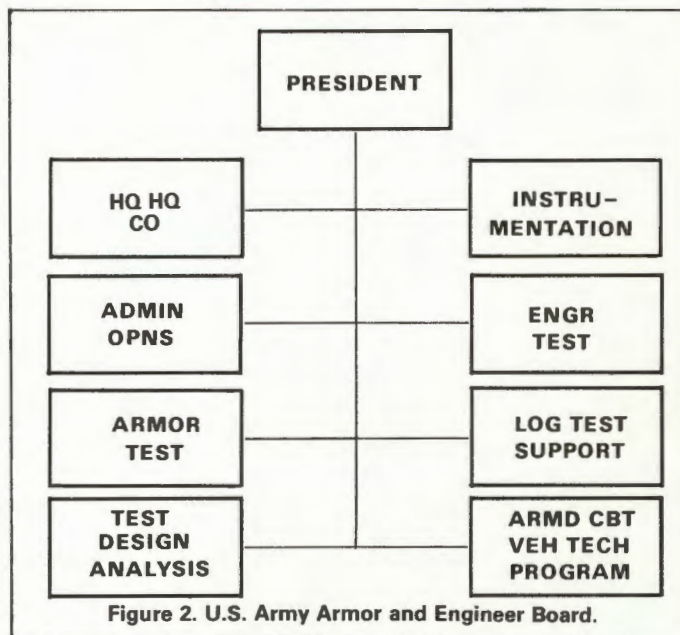 PRESIDENT
HQ HQ
CO
INSTRU-
MENTATION
ADMIN
OPNS
ENGR
TEST
ARMOR
TEST
LOG TEST
SUPPORT
TEST
DESIGN
ANALYSIS
ARMD CBT
VEH TECH
PROGRAM
Figure 2. U.S. Army Armor and Engineer Board.